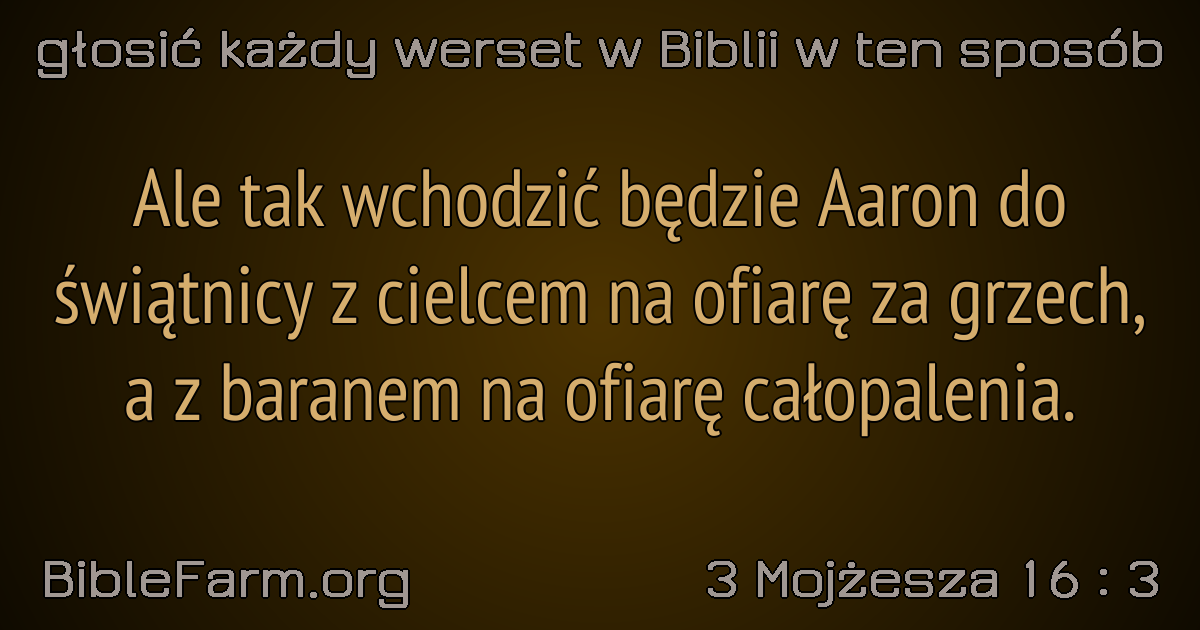 głosić każdy werset w Biblii w ten sposób
Ale tak wchodzić będzie Aaron do
świątnicy z cielcem na ofiarę za grzech,
a z baranem na ofiarę całopalenia.
BibleFarm.org
3 Mojżesza 16 : 3